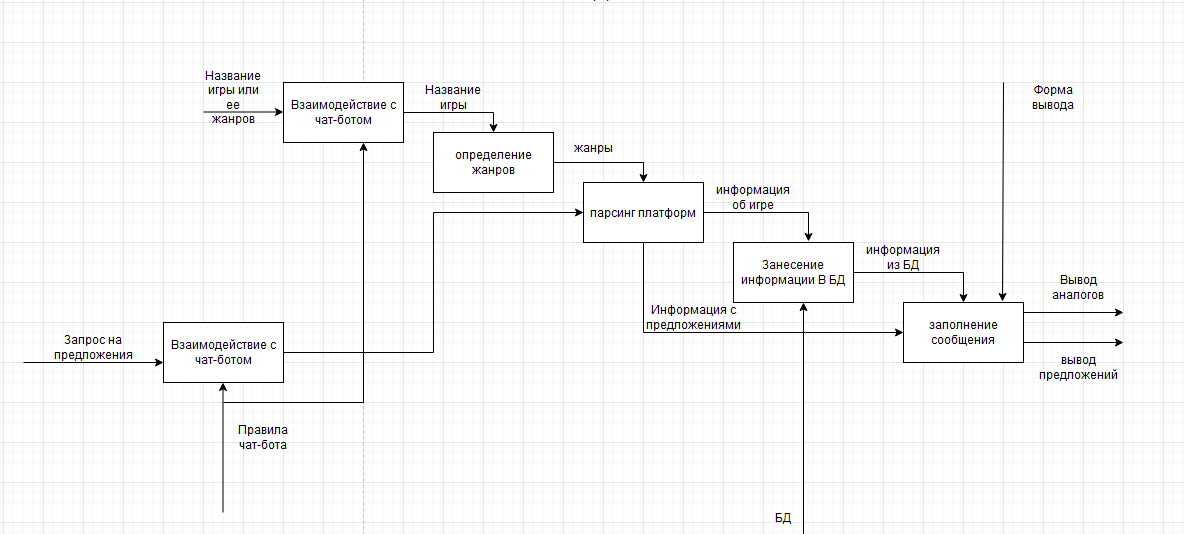 Название
игры или
ее
жанров
Взаимодействие с
чат-ботом
Название
игры
Форма
вывода
определение
жанров
жанры
парсинг платформ
информация
об игре
Занесение
информации В БД
информация
из БД
Вывод
аналогов
Информация с
предложениями
заполнение
сообщения
Запрос на
предложения
Взаимодействие с
чат-ботом
вывод
предложений
Правила
чат-бота
БД